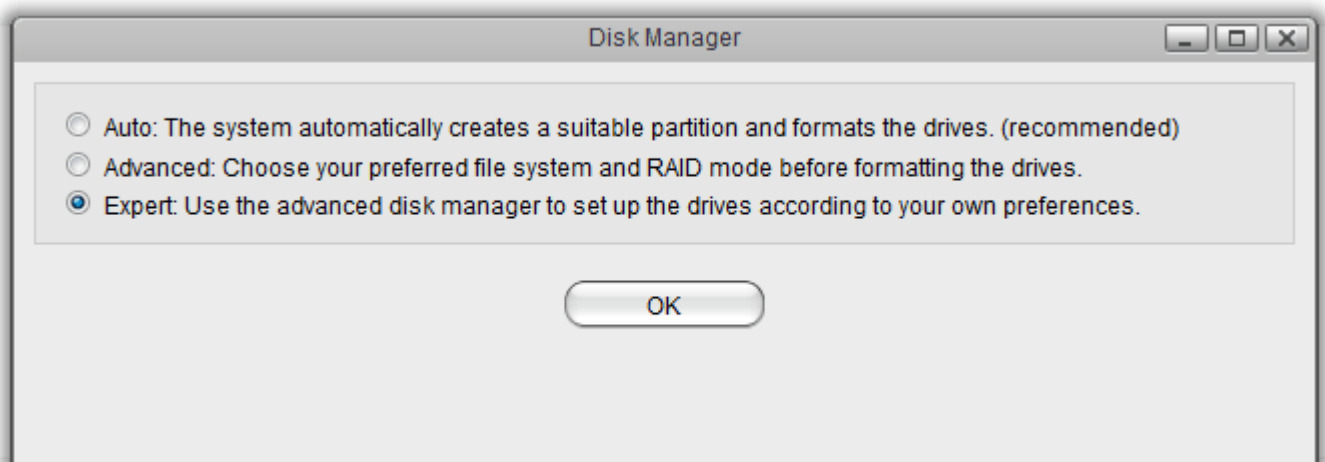 Disk Manager
Auto: The system automatically creates a suitable partition and formats the drives. (recommended)
Advanced: Choose your preferred file system and RAID mode before formatting the drives.
Expert: Use the advanced disk manager to set up the drives according to your own preferences.
OK